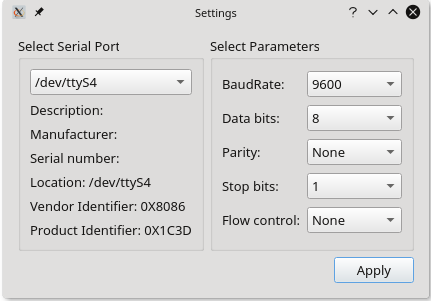 Settings
Select Serial Port
/dev/ttyS4
Description:
Manufacturer:
Serial number:
Location: /dev/ttyS4
Vendor Identifier: 0X8086
Product Identifier: 0X1C3D
Select Parameters
BaudRate: 9600
Data bits: 8
Parity: None
Stop bits: 1
Flow control: None
Apply